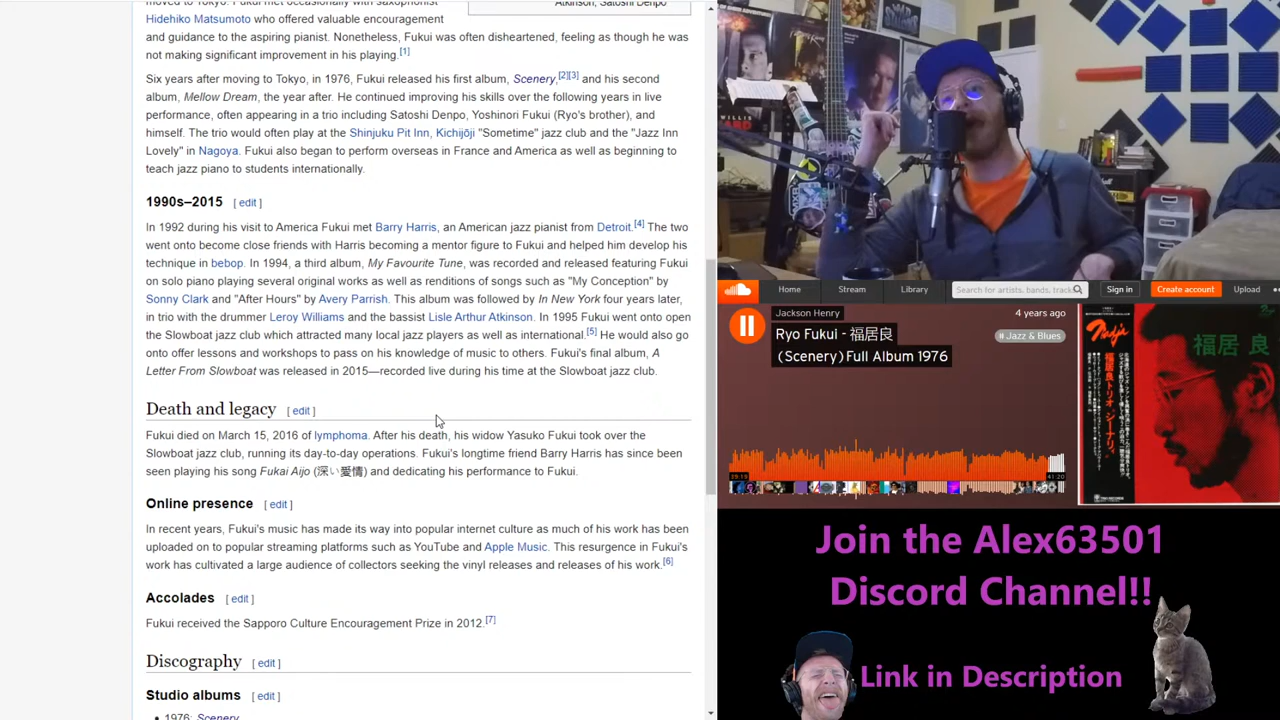 moved to Tokyo. Fukui met occasionally with saxophonist
Hidehiko Matsumoto who offered valuable encouragement
and guidance to the aspiring pianist. Nonetheless, Fukui was often disheartened, feeling as though he was
not making significant improvement in his playing.[1]
Atkinson, Satoshi Denpo
Six years after moving to Tokyo, in 1976, Fukui released his first album, Scenery,[2][3] and his second
album, Mellow Dream, the year after. He continued improving his skills over the following years in live
performance, often appearing in a trio including Satoshi Denpo, Yoshinori Fukui (Ryo's brother), and
himself. The trio would often play at the Shinjuku Pit Inn, Kichijōji "Sometime" jazz club and the "Jazz Inn
Lovely" in Nagoya. Fukui also began to perform overseas in France and America as well as beginning to
teach jazz piano to students internationally.
1990s–2015 [ edit ]
In 1992 during his visit to America Fukui met Barry Harris, an American jazz pianist from Detroit.[4] The two
went onto become close friends with Harris becoming a mentor figure to Fukui and helped him develop his
technique in bebop. In 1994, a third album, My Favourite Tune, was recorded and released featuring Fukui
on solo piano playing several original works as well as renditions of songs such as "My Conception" by
Sonny Clark and "After Hours" by Avery Parrish. This album was followed by In New York four years later,
in trio with the drummer Leroy Williams and the bassist Lisle Arthur Atkinson. In 1995 Fukui went onto open
the Slowboat jazz club which attracted many local jazz players as well as international.[5] He would also go
onto offer lessons and workshops to pass on his knowledge of music to others. Fukui's final album, A
Letter From Slowboat was released in 2015—recorded live during his time at the Slowboat jazz club.
Death and legacy [ edit ]
Fukui died on March 15, 2016 of lymphoma. After his death, his widow Yasuko Fukui took over the
Slowboat jazz club, running its day-to-day operations. Fukui's longtime friend Barry Harris has since been
seen playing his song Fukai Aijo (深い愛情) and dedicating his performance to Fukui.
Online presence [ edit ]
In recent years, Fukui's music has made its way into popular internet culture as much of his work has been
uploaded on to popular streaming platforms such as YouTube and Apple Music. This resurgence in Fukui's
work has cultivated a large audience of collectors seeking the vinyl releases and releases of his work.[6]
Accolades [ edit ]
Fukui received the Sapporo Culture Encouragement Prize in 2012.[7]
Discography [ edit ]
Studio albums [ edit ]
1976: Scenery
Home Stream Library Search for artists, bands, track Sign in Create account Upload
Jackson Henry
4 years ago
Ryo Fukui - 福居良
(Scenery)Full Album 1976
# Jazz & Blues
41:20
福居良
Join the Alex63501
Discord Channel!!
Link in Description